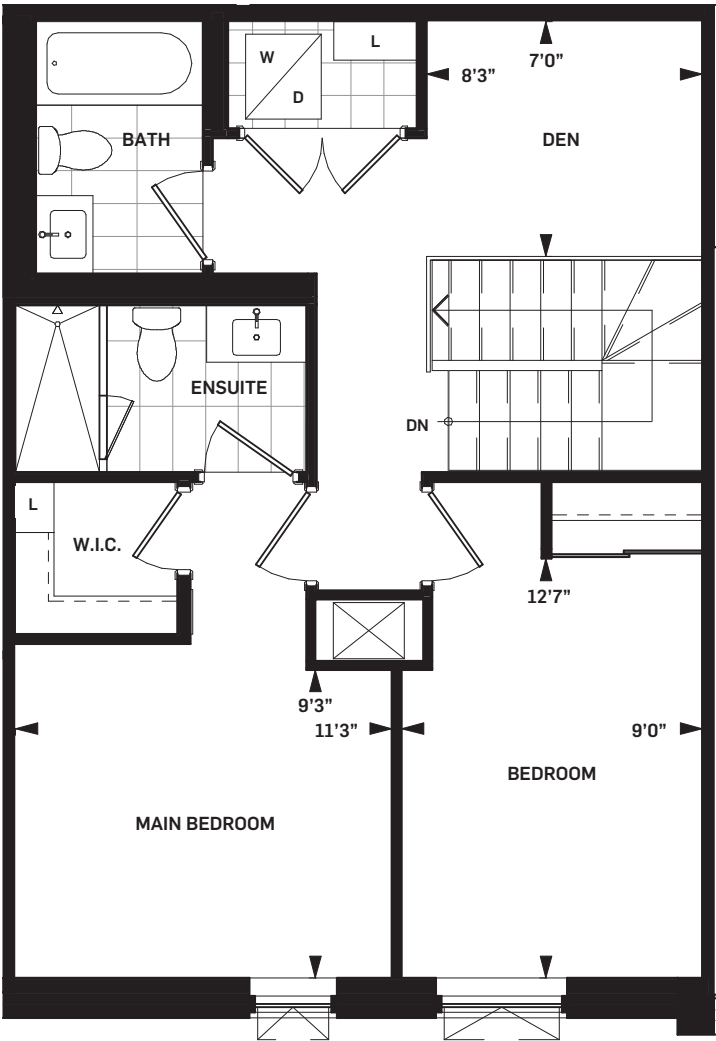 L
W
D
8’3”
7’0”
BATH
DEN
ENSUITE
DN
L
W.I.C.
12’7”
9’3”
11’3”
9’0”
BEDROOM
MAIN BEDROOM